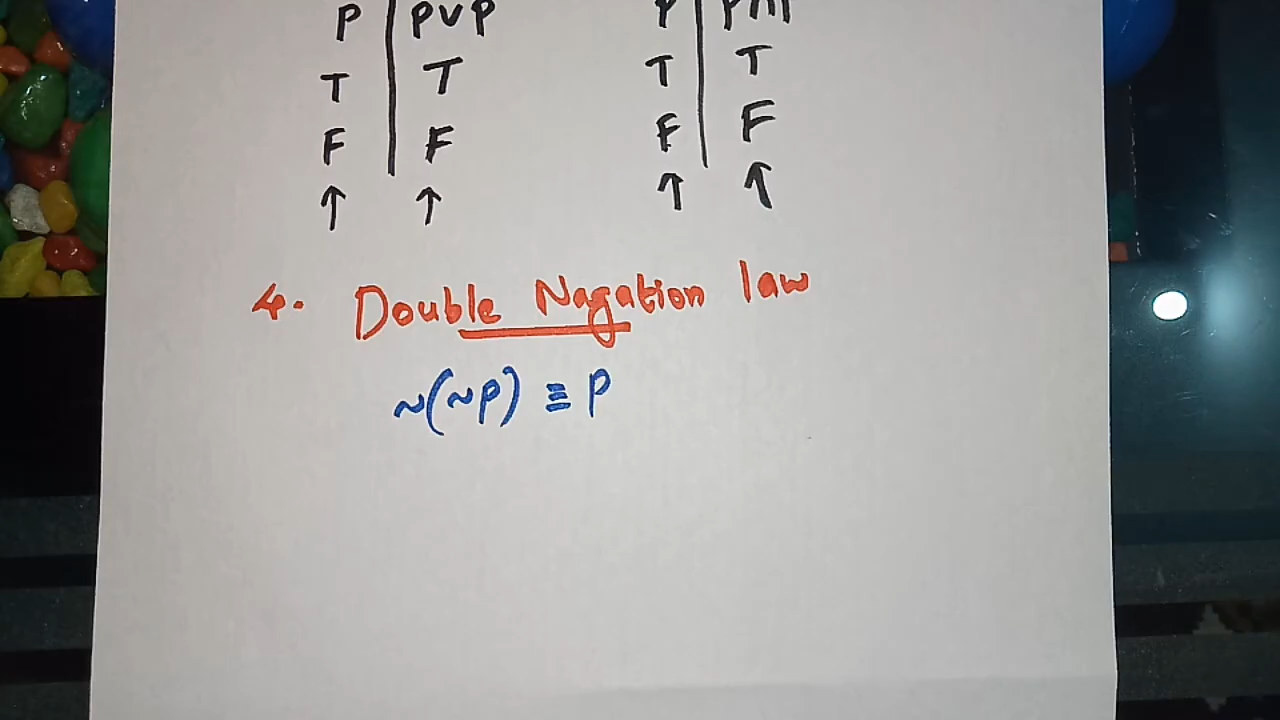 P | PVP P | P∧P
T | T T | T
F | F F | F
↑ ↑ ↑ ↑
4. Double Nagation law
~(~P) ≡ P